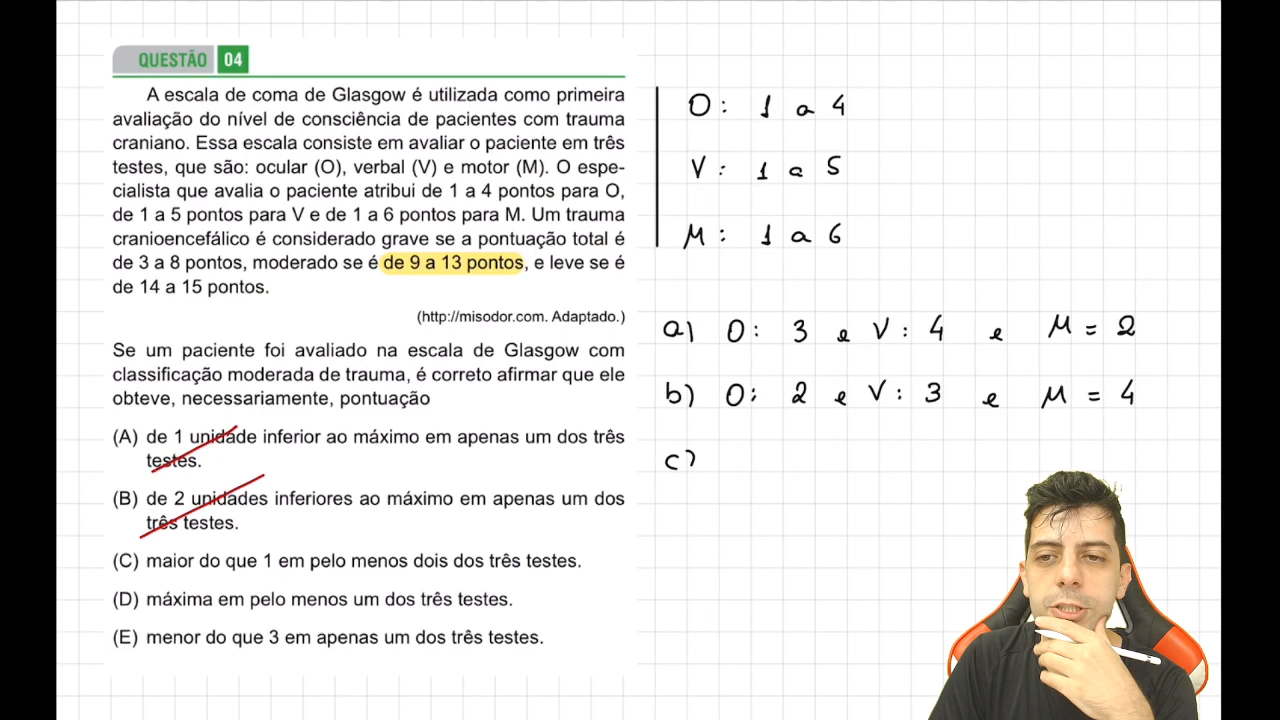 QUESTÃO 04
A escala de coma de Glasgow é utilizada como primeira
avaliação do nível de consciência de pacientes com trauma
craniano. Essa escala consiste em avaliar o paciente em três
testes, que são: ocular (O), verbal (V) e motor (M). O espe-
cialista que avalia o paciente atribui de 1 a 4 pontos para O,
de 1 a 5 pontos para V e de 1 a 6 pontos para M. Um trauma
cranioencefálico é considerado grave se a pontuação total é
de 3 a 8 pontos, moderado se é de 9 a 13 pontos, e leve se é
de 14 a 15 pontos.
(http://misodor.com. Adaptado.)
Se um paciente foi avaliado na escala de Glasgow com
classificação moderada de trauma, é correto afirmar que ele
obteve, necessariamente, pontuação
(A) de 1 unidade inferior ao máximo em apenas um dos três
testes.
(B) de 2 unidades inferiores ao máximo em apenas um dos
três testes.
(C) maior do que 1 em pelo menos dois dos três testes.
(D) máxima em pelo menos um dos três testes.
(E) menor do que 3 em apenas um dos três testes.
O: 1 a 4
V: 1 a 5
M: 1 a 6
a) O: 3 e V: 4 e M = 2
b) O: 2 e V: 3 e M = 4
c)